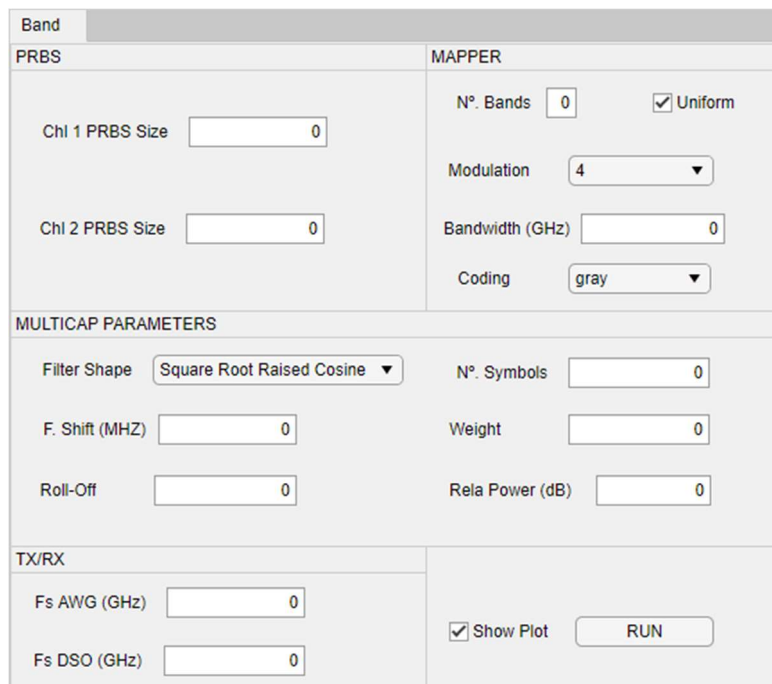 Band
PRBS
Chl 1 PRBS Size 0
Chl 2 PRBS Size 0
MAPPER
Nº. Bands 0 Uniform
Modulation 4
Bandwidth (GHz) 0
Coding gray
MULTICAP PARAMETERS
Filter Shape Square Root Raised Cosine
F. Shift (MHZ) 0
Roll-Off 0
Nº. Symbols 0
Weight 0
Rela Power (dB) 0
TX/RX
Fs AWG (GHz) 0
Fs DSO (GHz) 0
Show Plot RUN